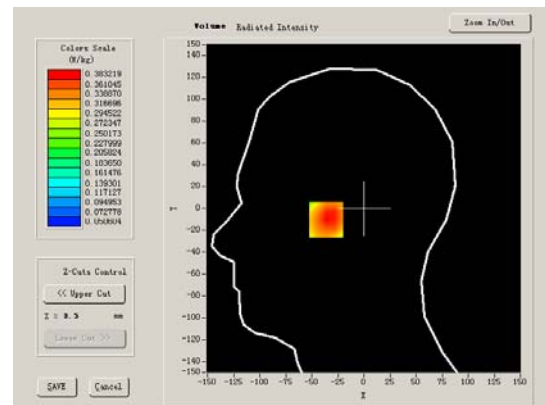 Volume Radiated Intensity
Zoom In/Out
Colors Scale
(W/kg)
0.383219
0.361045
0.338870
0.316696
0.294522
0.272347
0.250173
0.227999
0.205824
0.183650
0.161476
0.139301
0.117127
0.094953
0.072778
0.050604
Z-Cuts Control
<< Upper Cut
Z = 9.5 mm
Lower Cut >>
SAVE
Cancel
150
140
120
100
80
60
40
20
0
-20
-40
-60
-80
-100
-120
-140
-150
Y
-150 -125 -100 -75 -50 -25 0 25 50 75 100 125 150
X